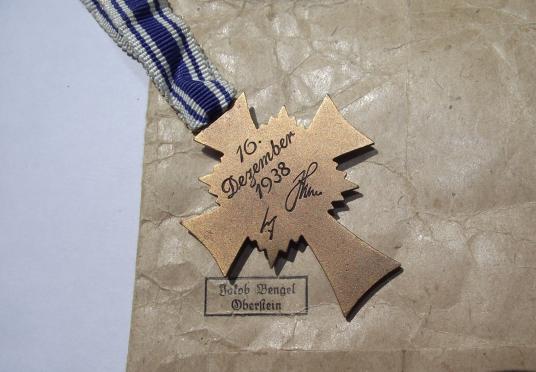 16.
Dezember
1938
Jakob Bengel
Oberstein